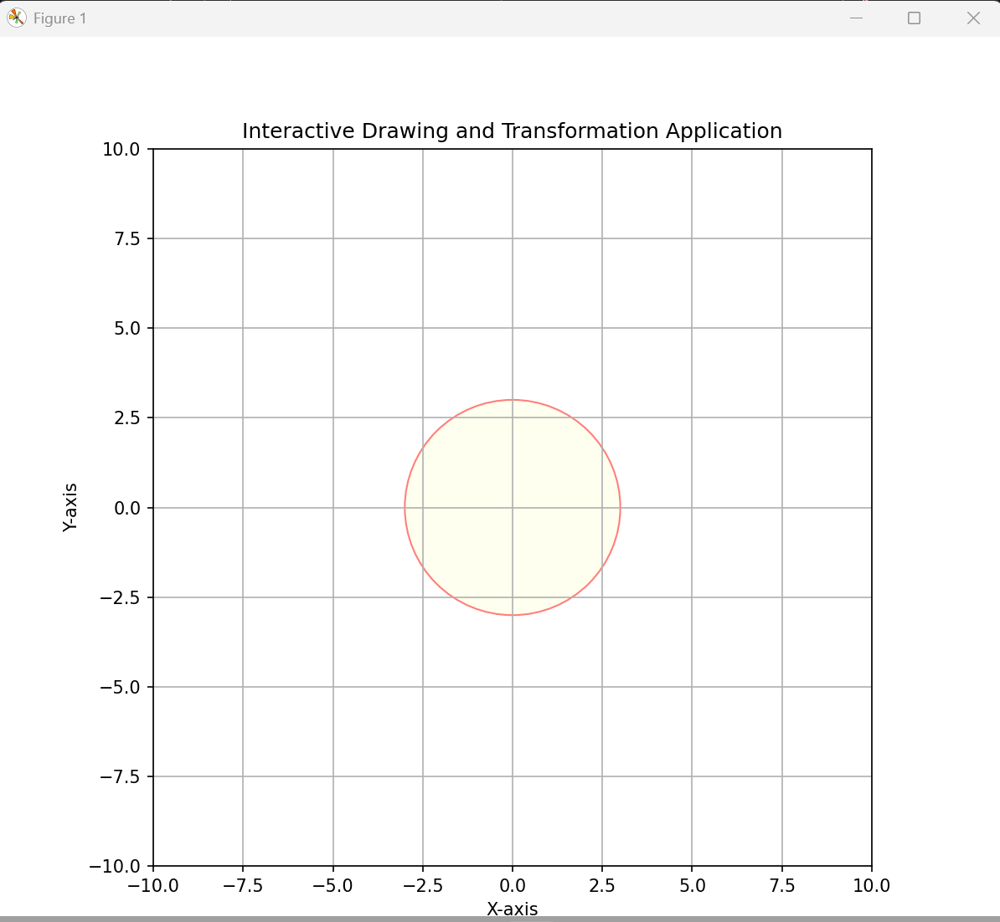 Figure 1
Interactive Drawing and Transformation Application
10.0
7.5
5.0
2.5
0.0
−2.5
−5.0
−7.5
−10.0
Y-axis
−10.0 −7.5 −5.0 −2.5 0.0 2.5 5.0 7.5 10.0
X-axis